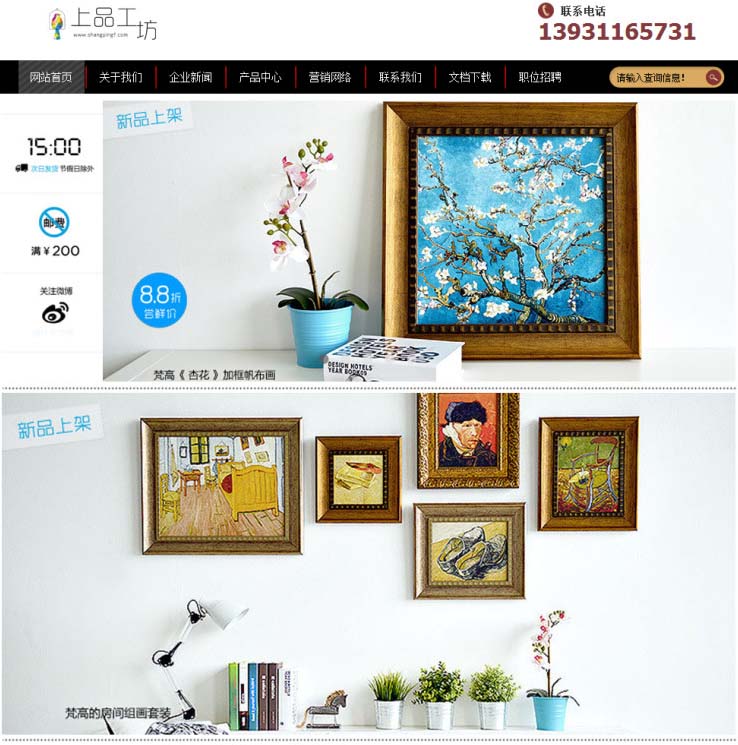 上品工坊
www.shangpingf.com
联系电话
13931165731
网站首页 关于我们 企业新闻 产品中心 营销网络 联系我们 文档下载 职位招聘
请输入查询信息!
新品上架
15:00
次日发货 节假日除外
邮费
满￥200
关注微博
8.8折
尝鲜价
DESIGN HOTELS
YEAR BOOK
梵高《 杏花 》加框帆布画
新品上架
梵高的房间组画套装